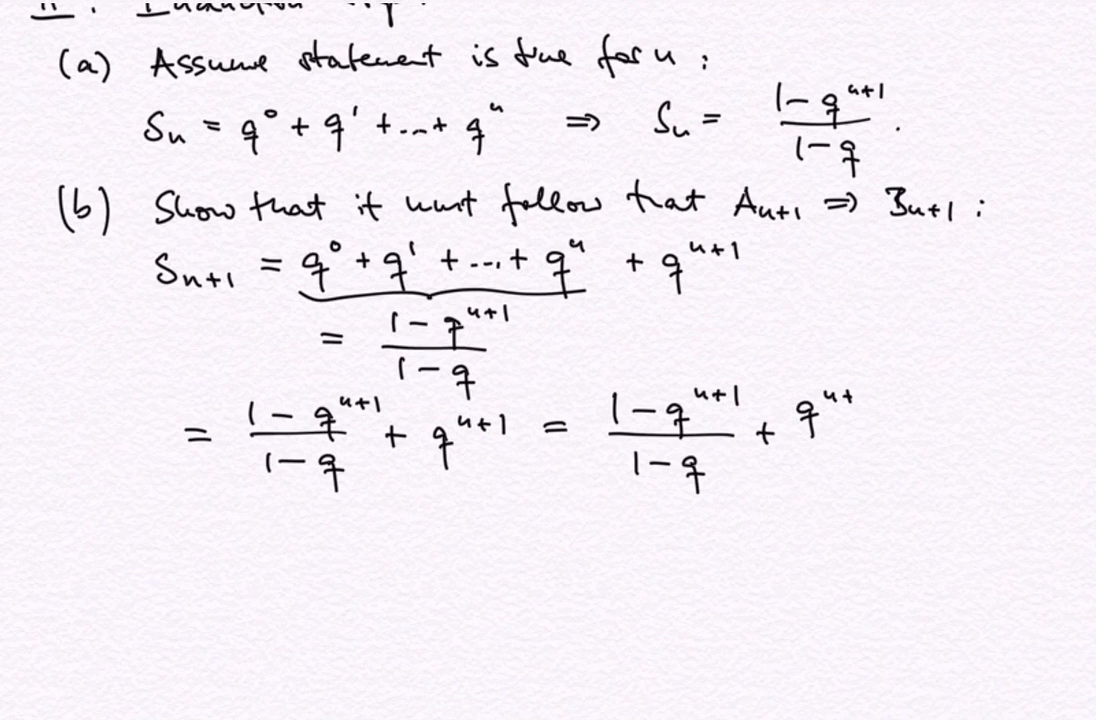 II. Induction
(a) Assume statement is true for n :
Sₙ = q⁰ + q¹ + ... + qⁿ ⇒ Sₙ = (1 - qⁿ⁺¹)/(1 - q).
(b) Show that it must follow that Aₙ₊₁ ⇒ Bₙ₊₁ :
Sₙ₊₁ = q⁰ + q¹ + ... + qⁿ + qⁿ⁺¹
= (1 - qⁿ⁺¹)/(1 - q)
= (1 - qⁿ⁺¹)/(1 - q) + qⁿ⁺¹ = (1 - qⁿ⁺¹)/(1 - q) + qⁿ⁺